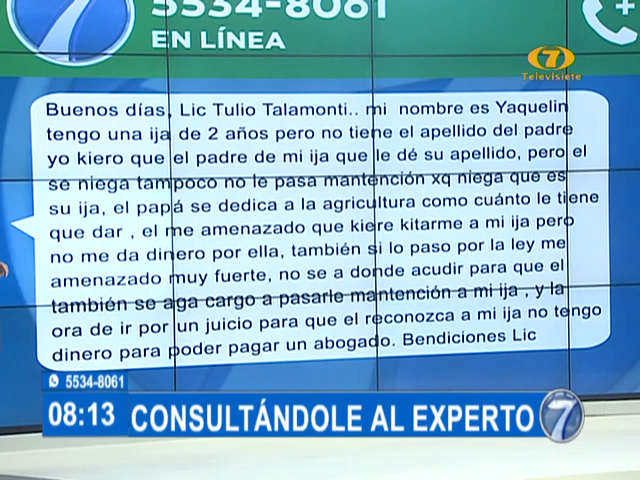 5534-8061
EN LÍNEA
7
7
Televisiete
Buenos días, Lic Tulio Talamonti.. mi nombre es Yaquelin
tengo una ija de 2 años pero no tiene el apellido del padre
yo kiero que el padre de mi ija que le dé su apellido, pero el
se niega tampoco no le pasa mantención xq niega que es
su ija, el papá se dedica a la agricultura como cuánto le tiene
que dar , el me amenazado que kiere kitarme a mi ija pero
no me da dinero por ella, también si lo paso por la ley me
amenazado muy fuerte, no se a donde acudir para que el
también se aga cargo a pasarle mantención a mi ija , y la
ora de ir por un juicio para que el reconozca a mi ija no tengo
dinero para poder pagar un abogado. Bendiciones Lic
5534-8061
08:13 CONSULTÁNDOLE AL EXPERTO 7